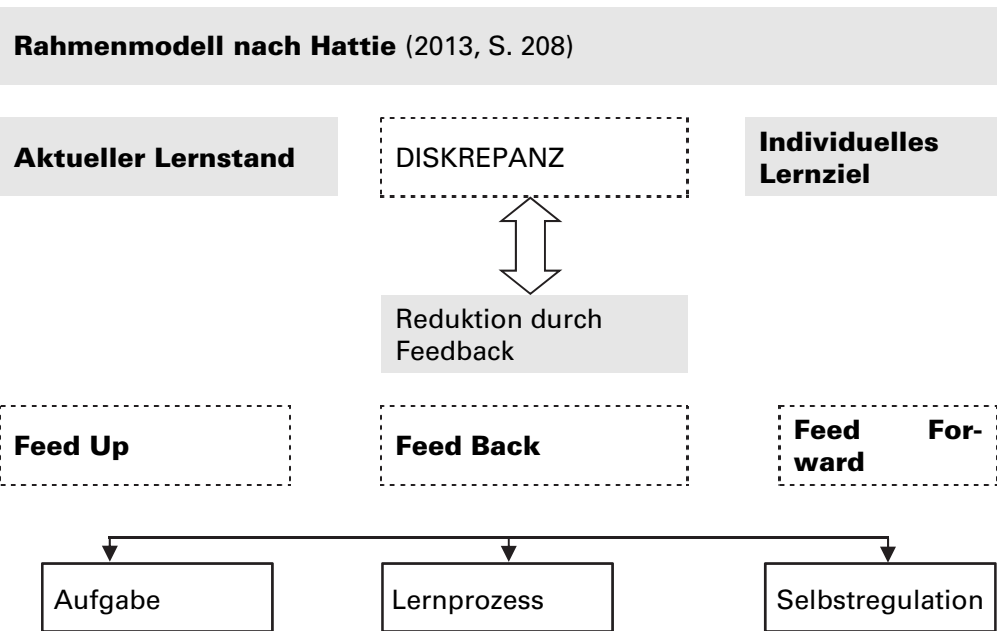 Rahmenmodell nach Hattie (2013, S. 208)
Aktueller Lernstand
DISKREPANZ
Individuelles
Lernziel
Reduktion durch
Feedback
Feed Up
Feed Back
Feed For-
ward
Aufgabe
Lernprozess
Selbstregulation